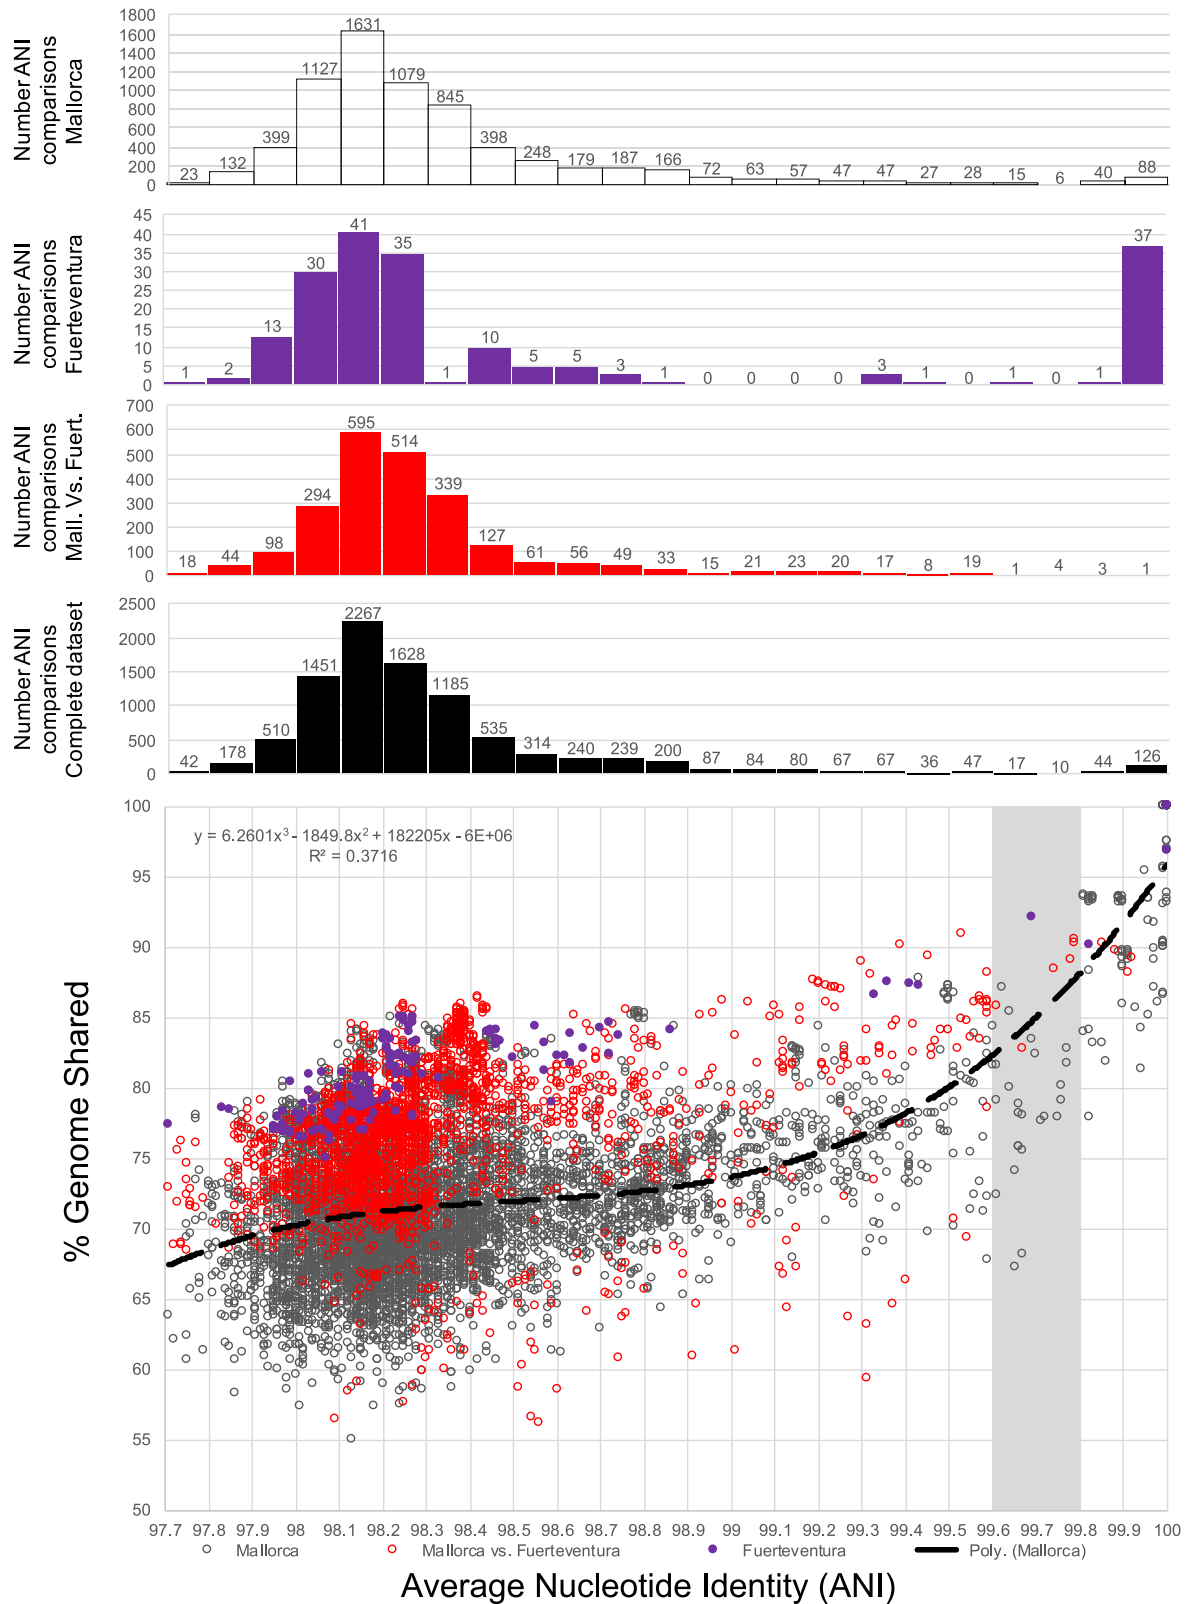 Number ANI
comparisons
Mallorca
1800
1600
1400
1200
1000
800
600
400
200
0
23 132 399 1127 1631 1079 845 398 248 179 187 166 72 63 57 47 47 27 28 15 6 40 88
Number ANI
comparisons
Fuerteventura
45
40
35
30
25
20
15
10
5
0
1 2 13 30 41 35 1 10 5 5 3 1 0 0 0 0 3 1 0 1 0 1 37
Number ANI
comparisons
Mall. Vs. Fuert.
700
600
500
400
300
200
100
0
18 44 98 294 595 514 339 127 61 56 49 33 15 21 23 20 17 8 19 1 4 3 1
Number ANI
comparisons
Complete dataset
2500
2000
1500
1000
500
0
42 178 510 1451 2267 1628 1185 535 314 240 239 200 87 84 80 67 67 36 47 17 10 44 126
% Genome Shared
100
95
90
85
80
75
70
65
60
55
50
y = 6.2601x³ - 1849.8x² + 182205x - 6E+06
R² = 0.3716
97.7 97.8 97.9 98 98.1 98.2 98.3 98.4 98.5 98.6 98.7 98.8 98.9 99 99.1 99.2 99.3 99.4 99.5 99.6 99.7 99.8 99.9 100
Mallorca Mallorca vs. Fuerteventura Fuerteventura Poly. (Mallorca)
Average Nucleotide Identity (ANI)